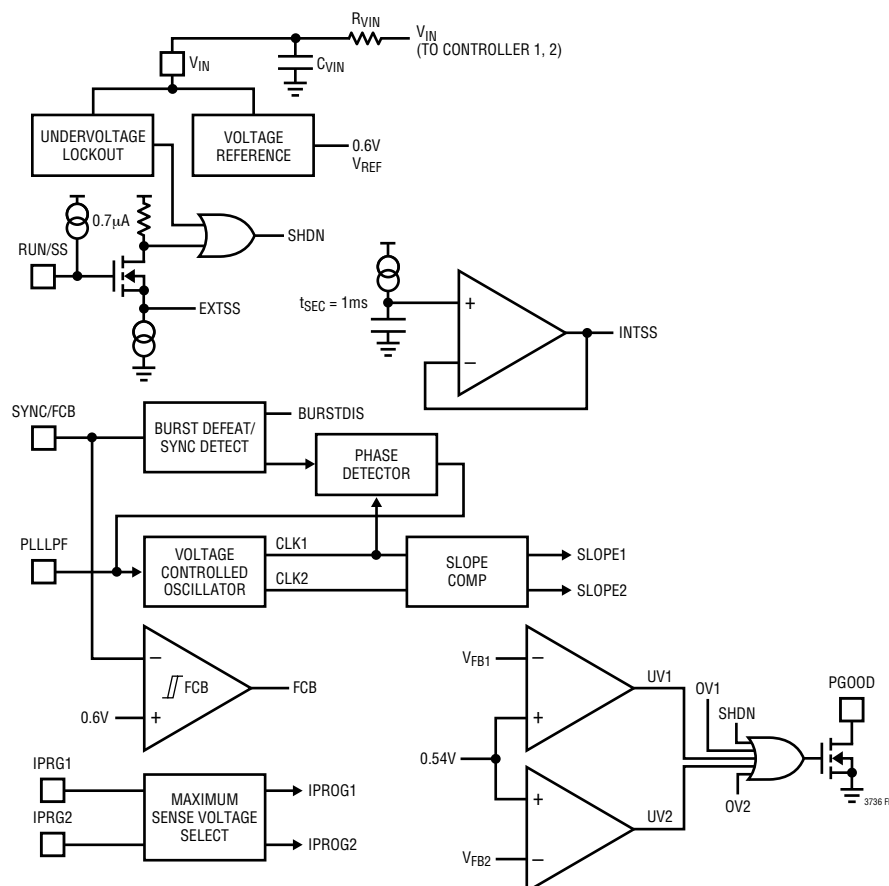 RVIN
VIN
(TO CONTROLLER 1, 2)
VIN
CVIN
UNDERVOLTAGE
LOCKOUT
VOLTAGE
REFERENCE
0.6V
VREF
0.7µA
SHDN
RUN/SS
EXTSS
tSEC = 1ms
+
−
INTSS
SYNC/FCB
BURST DEFEAT/
SYNC DETECT
BURSTDIS
PHASE
DETECTOR
PLLLPF
VOLTAGE
CONTROLLED
OSCILLATOR
CLK1
CLK2
SLOPE
COMP
SLOPE1
SLOPE2
−
FCB
+
0.6V
FCB
VFB1
−
+
UV1
0.54V
+
−
VFB2
UV2
OV1
SHDN
OV2
PGOOD
IPRG1
IPRG2
MAXIMUM
SENSE VOLTAGE
SELECT
IPROG1
IPROG2